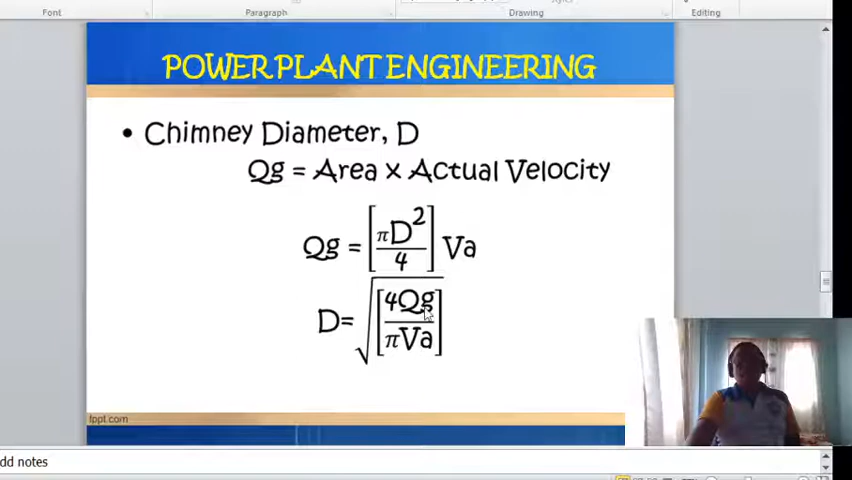 Font Paragraph Drawing Editing
POWER PLANT ENGINEERING
• Chimney Diameter, D
Qg = Area x Actual Velocity
Qg = [πD²/4] Va
D= √[4Qg/πVa]
fppt.com
dd notes